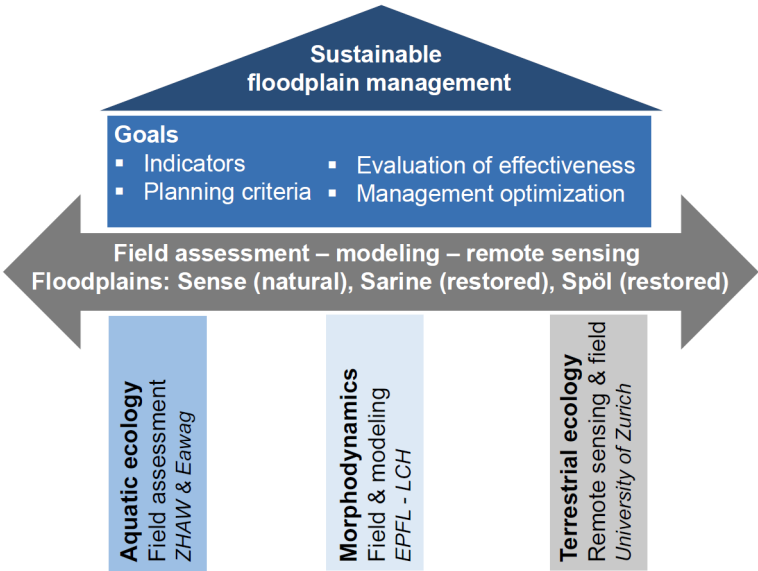 Sustainable
floodplain management
Goals
▪ Indicators
▪ Planning criteria
▪ Evaluation of effectiveness
▪ Management optimization
Field assessment – modeling – remote sensing
Floodplains: Sense (natural), Sarine (restored), Spöl (restored)
Aquatic ecology
Field assessment
ZHAW & Eawag
Morphodynamics
Field & modeling
EPFL - LCH
Terrestrial ecology
Remote sensing & field
University of Zurich